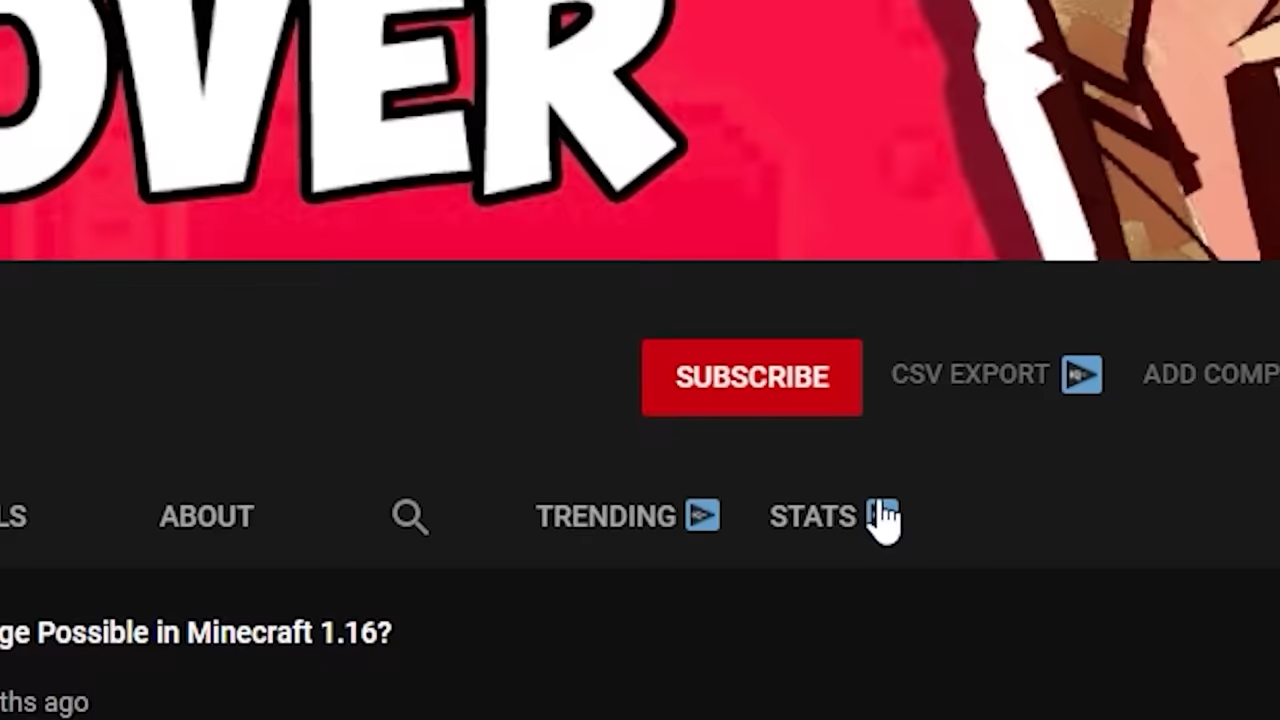 OVER
SUBSCRIBE CSV EXPORT ADD COMP
LS ABOUT TRENDING STATS
ge Possible in Minecraft 1.16?
ths ago